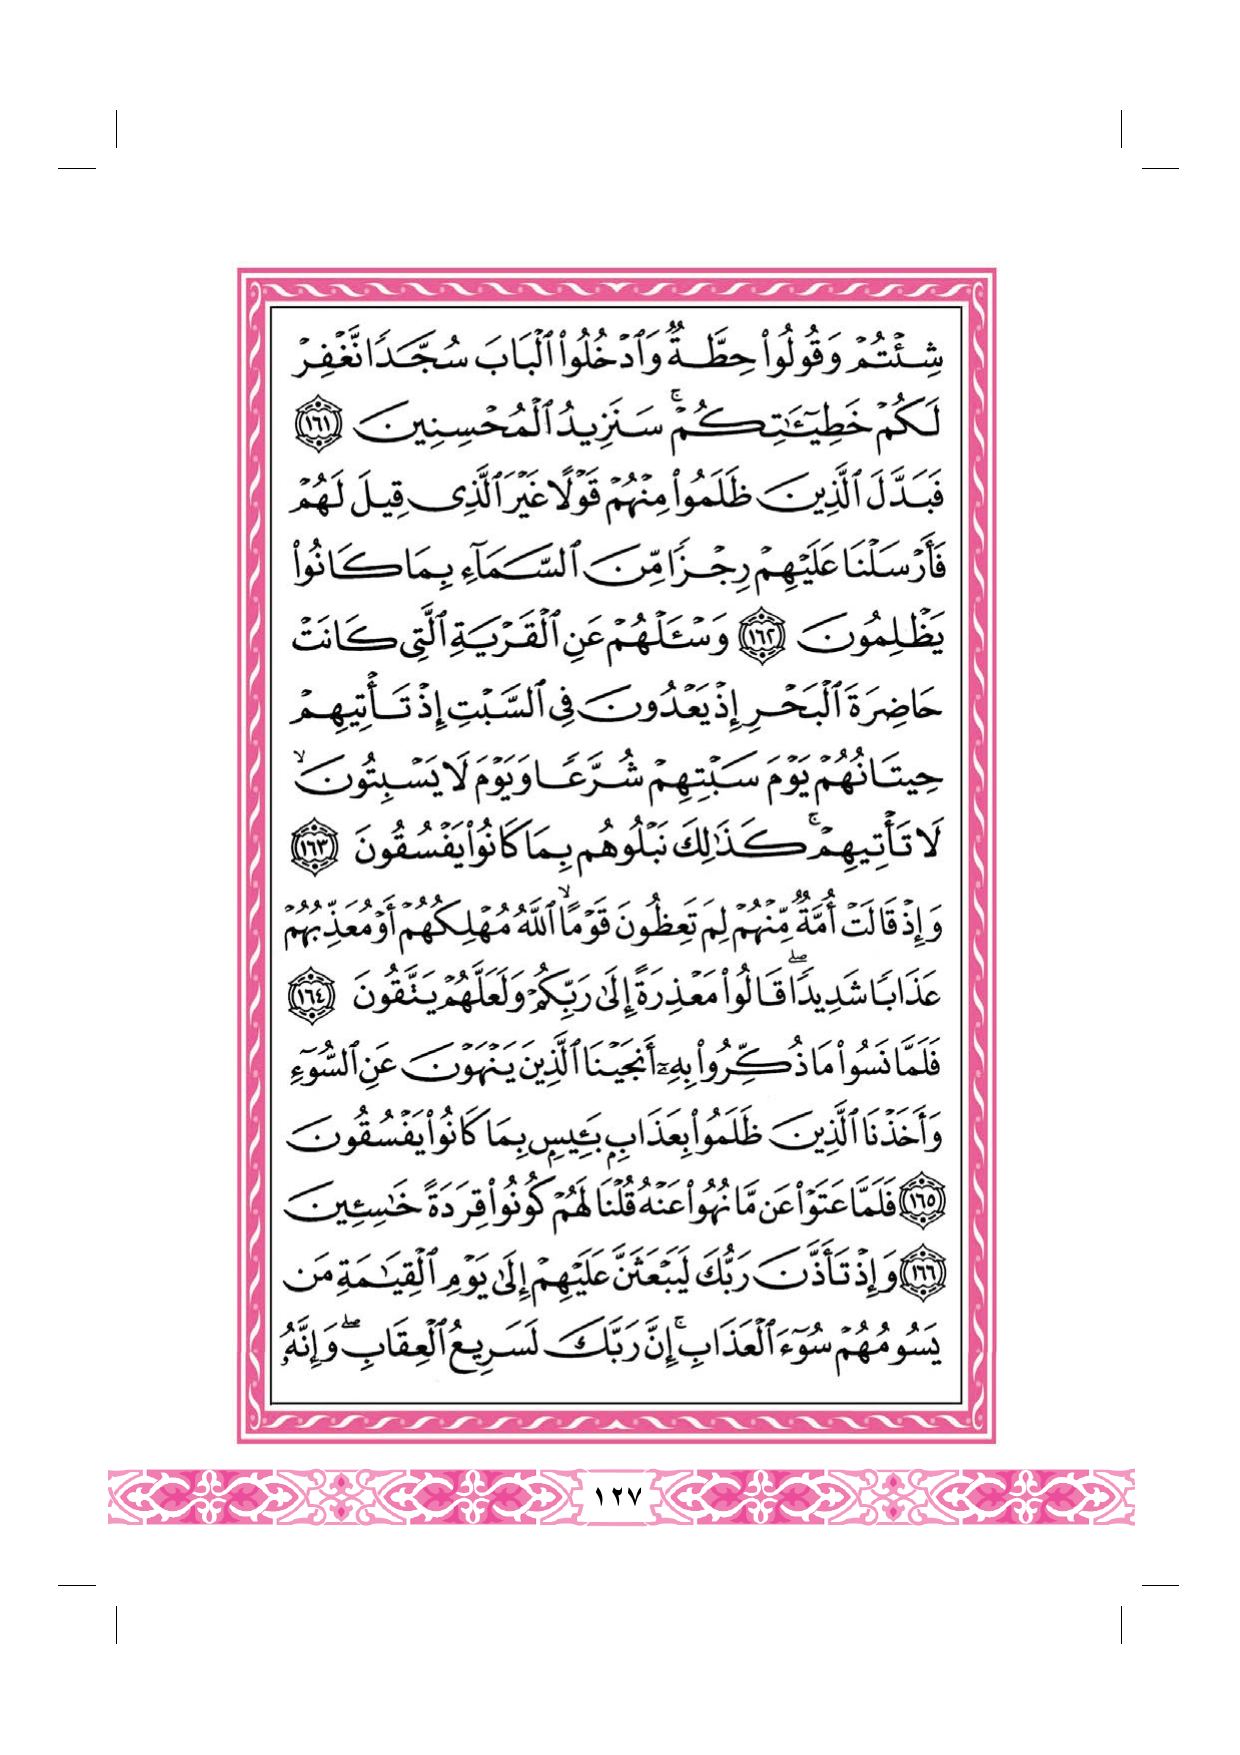 شِئۡتُمۡ وَقُولُواْ حِطَّةٌ وَٱدۡخُلُواْ ٱلۡبَابَ سُجَّدٗا نَّغۡفِرۡ
لَكُمۡ خَطِيٓـَٰٔتِكُمۡۚ سَنَزِيدُ ٱلۡمُحۡسِنِينَ ١٦١
فَبَدَّلَ ٱلَّذِينَ ظَلَمُواْ مِنۡهُمۡ قَوۡلًا غَيۡرَ ٱلَّذِي قِيلَ لَهُمۡ
فَأَرۡسَلۡنَا عَلَيۡهِمۡ رِجۡزٗا مِّنَ ٱلسَّمَآءِ بِمَا كَانُواْ
يَظۡلِمُونَ ١٦٢ وَسۡـَٔلۡهُمۡ عَنِ ٱلۡقَرۡيَةِ ٱلَّتِي كَانَتۡ
حَاضِرَةَ ٱلۡبَحۡرِ إِذۡ يَعۡدُونَ فِي ٱلسَّبۡتِ إِذۡ تَأۡتِيهِمۡ
حِيتَانُهُمۡ يَوۡمَ سَبۡتِهِمۡ شُرَّعٗا وَيَوۡمَ لَا يَسۡبِتُونَۙ
لَا تَأۡتِيهِمۡۚ كَذَٰلِكَ نَبۡلُوهُم بِمَا كَانُواْ يَفۡسُقُونَ ١٦٣
وَإِذۡ قَالَتۡ أُمَّةٞ مِّنۡهُمۡ لِمَ تَعِظُونَ قَوۡمًاۙ ٱللَّهُ مُهۡلِكُهُمۡ أَوۡ مُعَذِّبُهُمۡ
عَذَابٗا شَدِيدٗاۖ قَالُواْ مَعۡذِرَةً إِلَىٰ رَبِّكُمۡ وَلَعَلَّهُمۡ يَتَّقُونَ ١٦٤
فَلَمَّا نَسُواْ مَا ذُكِّرُواْ بِهِۦٓ أَنجَيۡنَا ٱلَّذِينَ يَنۡهَوۡنَ عَنِ ٱلسُّوٓءِ
وَأَخَذۡنَا ٱلَّذِينَ ظَلَمُواْ بِعَذَابِۭ بَـِٔيسِۭ بِمَا كَانُواْ يَفۡسُقُونَ
١٦٥ فَلَمَّا عَتَوۡاْ عَن مَّا نُهُواْ عَنۡهُ قُلۡنَا لَهُمۡ كُونُواْ قِرَدَةً خَٰسِـِٔينَ
١٦٦ وَإِذۡ تَأَذَّنَ رَبُّكَ لَيَبۡعَثَنَّ عَلَيۡهِمۡ إِلَىٰ يَوۡمِ ٱلۡقِيَٰمَةِ مَن
يَسُومُهُمۡ سُوٓءَ ٱلۡعَذَابِۚ إِنَّ رَبَّكَ لَسَرِيعُ ٱلۡعِقَابِۖ وَإِنَّهُۥ
١٢٧